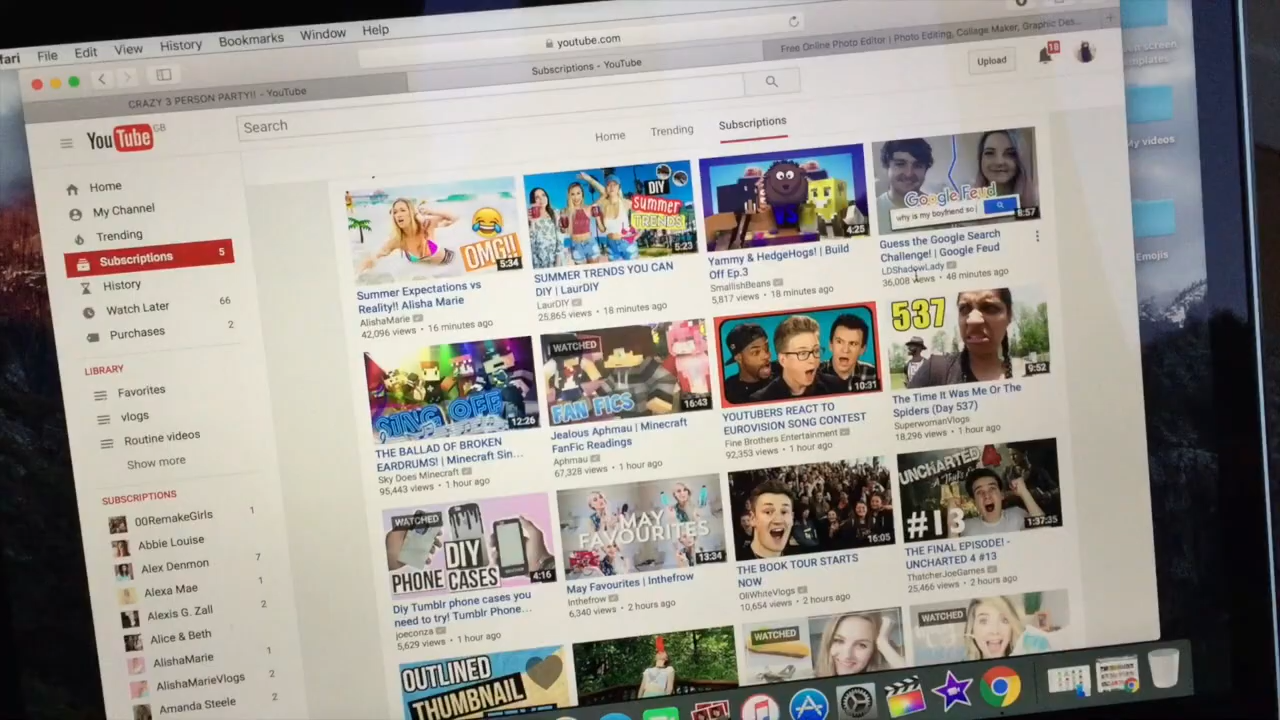 File Edit View History Bookmarks Window Help
youtube.com
CRAZY 3 PERSON PARTY!! - YouTube
Subscriptions - YouTube
Free Online Photo Editor | Photo Editing, College Maker, Graphic Des...
YouTube GB
Search
Upload
10
Home Trending Subscriptions
Home
My Channel
Trending
Subscriptions 5
History
Watch Later 66
Purchases 2
LIBRARY
Favorites
vlogs
Routine videos
Show more
SUBSCRIPTIONS
00RemakeGirls 1
Abbie Louise
Alex Denmon 7
Alexa Mae 1
Alexis G. Zall 2
Alice & Beth
AlishaMarie 1
AlishaMarieVlogs 2
Amanda Steele 2
OMG!!
5:34
Summer Expectations vs
Reality!! Alisha Marie
AlishaMarie
42,096 views • 16 minutes ago
DIY
summer
TRENDS!
5:23
SUMMER TRENDS YOU CAN
DIY | LaurDIY
LaurDIY
25,865 views • 18 minutes ago
4:25
Yammy & HedgeHogs! | Build
Off Ep.3
SmallishBeans
5,817 views • 18 minutes ago
Google Feud
why is my boyfriend so
8:57
Guess the Google Search
Challenge! | Google Feud
LDShadowLady
36,008 views • 48 minutes ago
SING OFF
12:26
THE BALLAD OF BROKEN
EARDRUMS! | Minecraft Sin...
Sky Does Minecraft
95,443 views • 1 hour ago
WATCHED
FAN FICS
16:43
Jealous Aphmau | Minecraft
FanFic Readings
Aphmau
67,328 views • 1 hour ago
10:31
YOUTUBERS REACT TO
EUROVISION SONG CONTEST
Fine Brothers Entertainment
92,353 views • 1 hour ago
537
9:52
The Time It Was Me Or The
Spiders (Day 537)
SuperwomanVlogs
18,296 views • 1 hour ago
WATCHED
DIY
PHONE CASES
4:16
Diy Tumblr phone cases you
need to try! Tumblr Phone...
joeconza
5,629 views • 1 hour ago
MAY
FAVOURITES
13:34
May Favourites | Inthefrow
Inthefrow
6,340 views • 2 hours ago
16:05
THE BOOK TOUR STARTS
NOW
OliWhiteVlogs
10,654 views • 2 hours ago
UNCHARTED
#13
1:37:35
THE FINAL EPISODE! -
UNCHARTED 4 #13
ThatcherJoeGames
25,466 views • 2 hours ago
OUTLINED
THUMBNAIL
WATCHED
WATCHED
My videos
Emojis